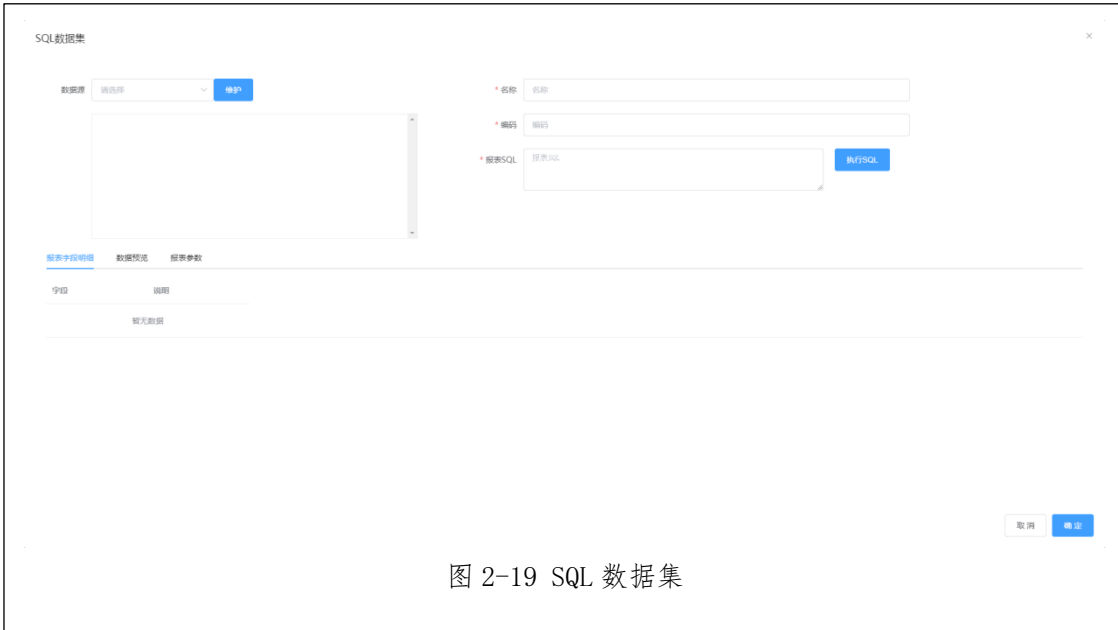 SQL数据集
×
数据源 请选择 维护
* 名称 名称
* 编码 编码
* 报表SQL 报表SQL 执行SQL
报表字段明细 数据预览 报表参数
字段 说明
暂无数据
取消 确定
图 2-19 SQL 数据集